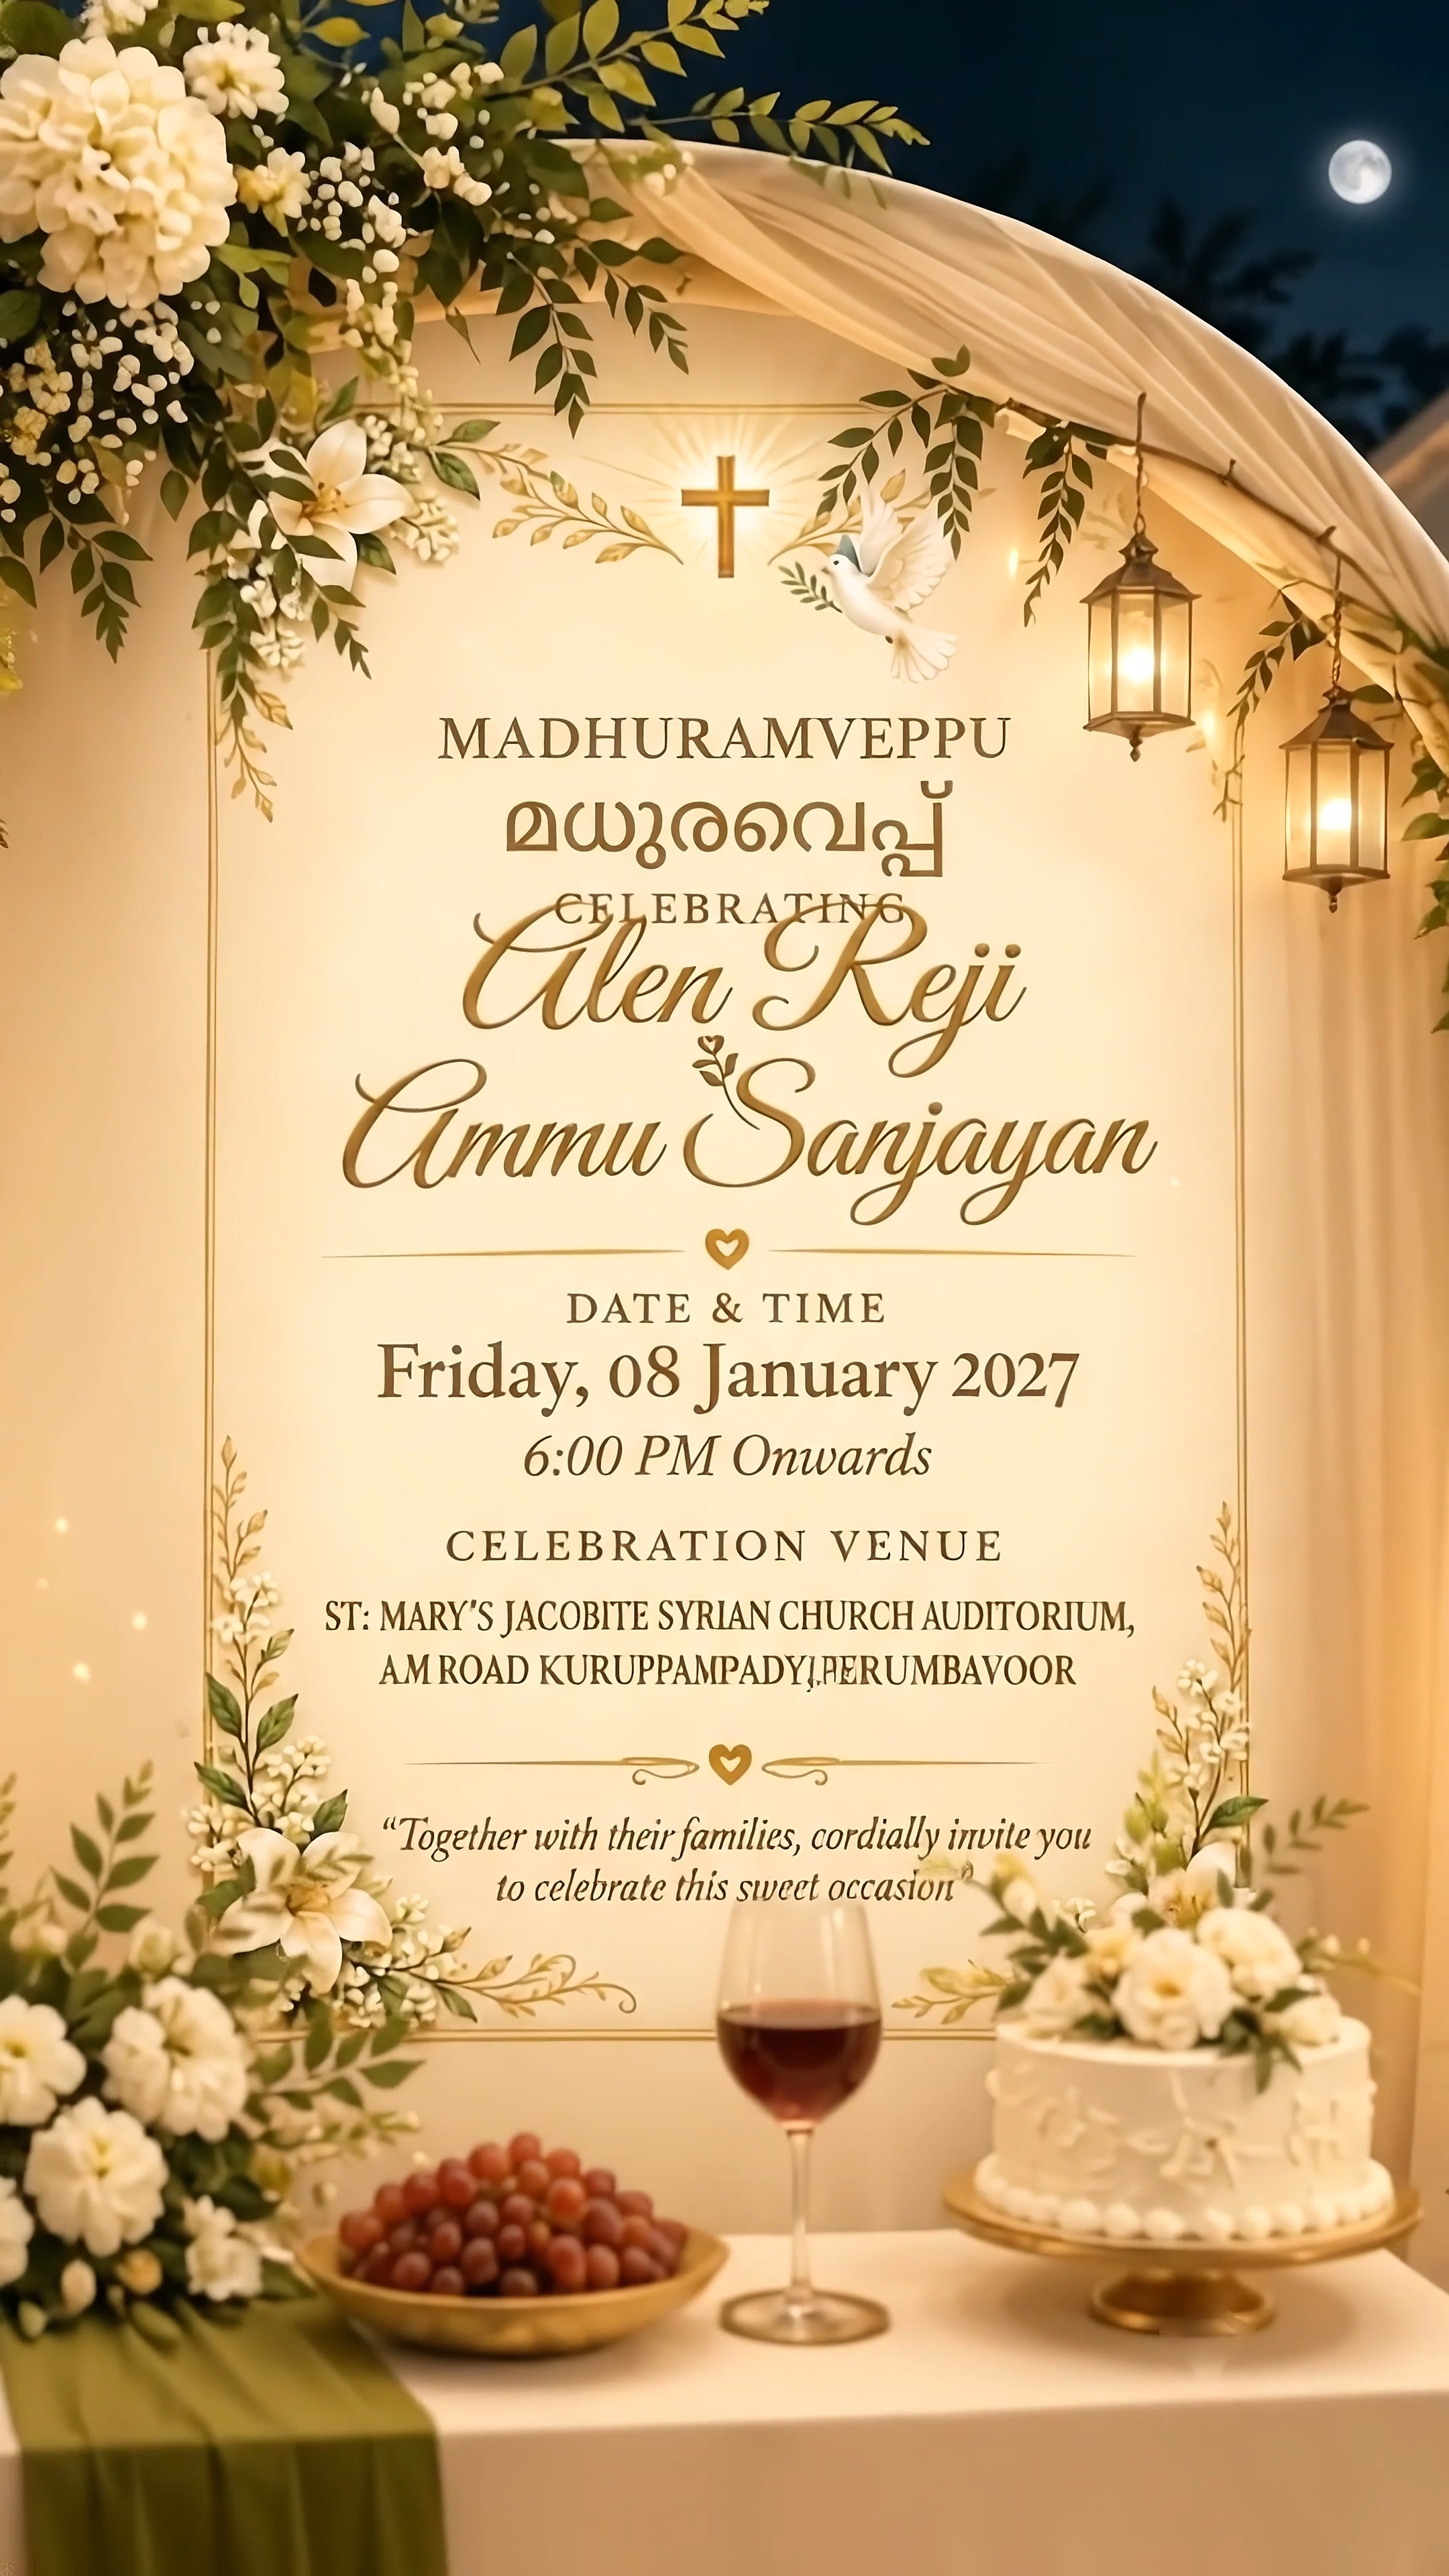 MADHURAMVEPPU
മധുരവെപ്പ്
CELEBRATING
Alen Reji
Ammu Sanjayan
DATE & TIME
Friday, 08 January 2027
6:00 PM Onwards
CELEBRATION VENUE
ST: MARY'S JACOBITE SYRIAN CHURCH AUDITORIUM,
A.M ROAD KURUPPAMPADY, PERUMBAVOOR
“Together with their families, cordially invite you
to celebrate this sweet occasion”